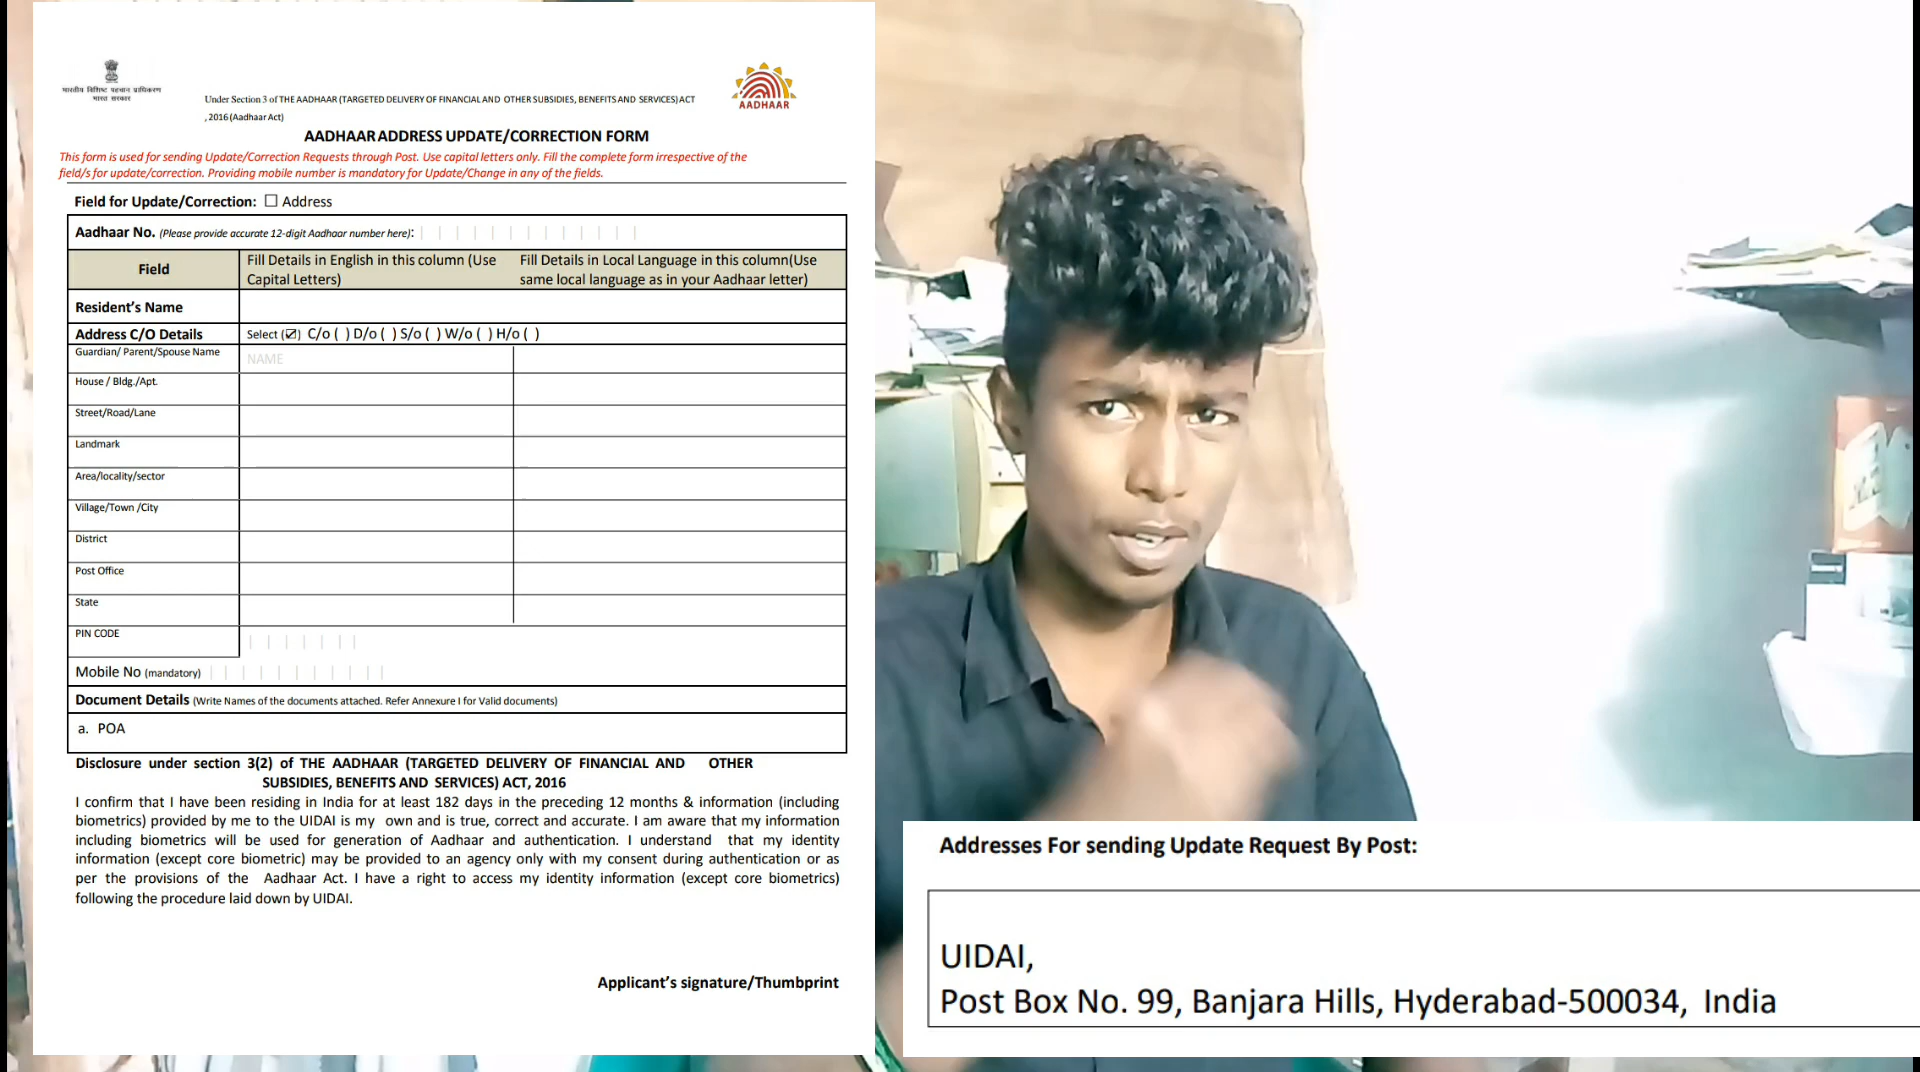 भारतीय विशिष्ट पहचान प्राधिकरण
भारत सरकार
AADHAAR
Under Section 3 of THE AADHAAR (TARGETED DELIVERY OF FINANCIAL AND OTHER SUBSIDIES, BENEFITS AND SERVICES) ACT
, 2016 (Aadhaar Act)
AADHAAR ADDRESS UPDATE/CORRECTION FORM
This form is used for sending Update/Correction Requests through Post. Use capital letters only. Fill the complete form irrespective of the
field/s for update/correction. Providing mobile number is mandatory for Update/Change in any of the fields.
Field for Update/Correction: ☐ Address
Aadhaar No. (Please provide accurate 12-digit Aadhaar number here):
Field
Fill Details in English in this column (Use
Capital Letters)
Fill Details in Local Language in this column(Use
same local language as in your Aadhaar letter)
Resident's Name
Address C/O Details
Select (☑) C/o ( ) D/o ( ) S/o ( ) W/o ( ) H/o ( )
Guardian/ Parent/Spouse Name
NAME
House / Bldg./Apt.
Street/Road/Lane
Landmark
Area/locality/sector
Village/Town /City
District
Post Office
State
PIN CODE
Mobile No (mandatory)
Document Details (Write Names of the documents attached. Refer Annexure I for Valid documents)
a. POA
Disclosure under section 3(2) of THE AADHAAR (TARGETED DELIVERY OF FINANCIAL AND OTHER
SUBSIDIES, BENEFITS AND SERVICES) ACT, 2016
I confirm that I have been residing in India for at least 182 days in the preceding 12 months & information (including
biometrics) provided by me to the UIDAI is my own and is true, correct and accurate. I am aware that my information
including biometrics will be used for generation of Aadhaar and authentication. I understand that my identity
information (except core biometric) may be provided to an agency only with my consent during authentication or as
per the provisions of the Aadhaar Act. I have a right to access my identity information (except core biometrics)
following the procedure laid down by UIDAI.
Applicant's signature/Thumbprint
Addresses For sending Update Request By Post:
UIDAI,
Post Box No. 99, Banjara Hills, Hyderabad-500034, India